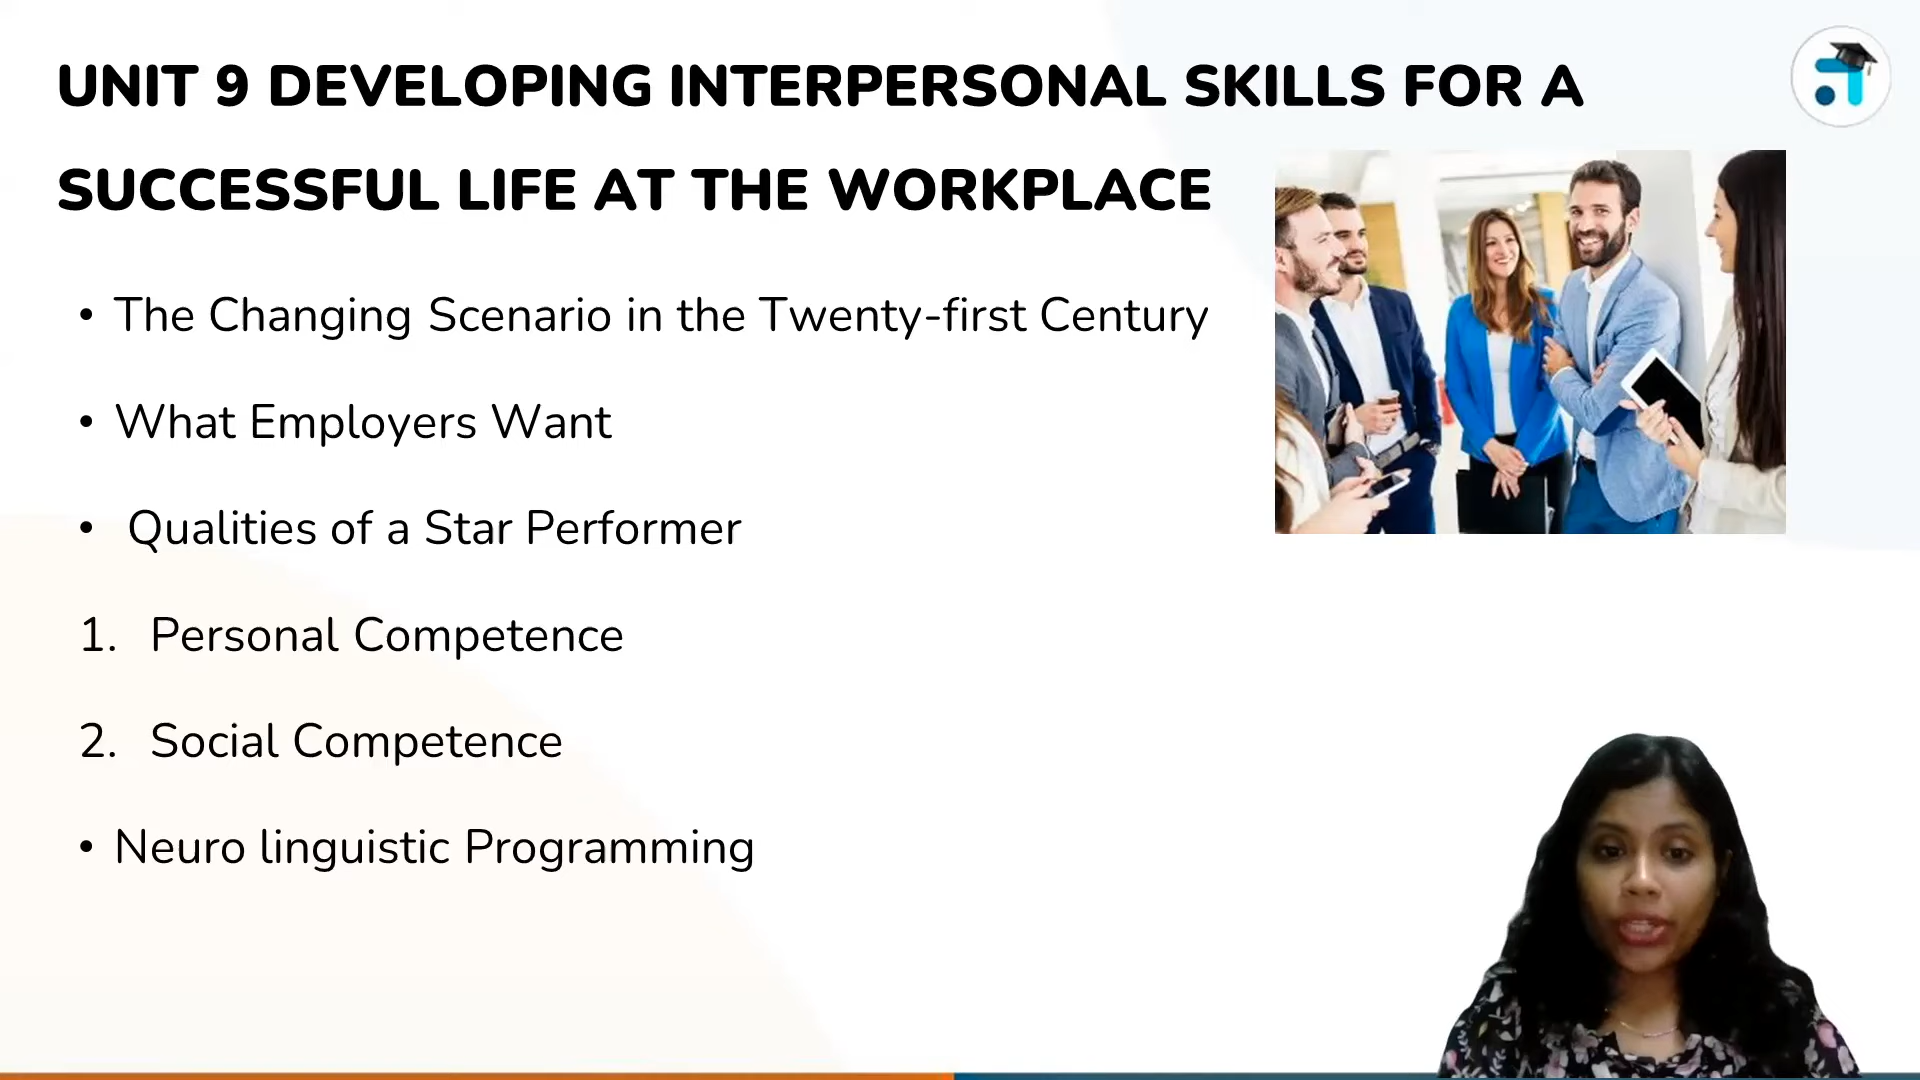 UNIT 9 DEVELOPING INTERPERSONAL SKILLS FOR A
SUCCESSFUL LIFE AT THE WORKPLACE
• The Changing Scenario in the Twenty-first Century
• What Employers Want
• Qualities of a Star Performer
1. Personal Competence
2. Social Competence
• Neuro linguistic Programming